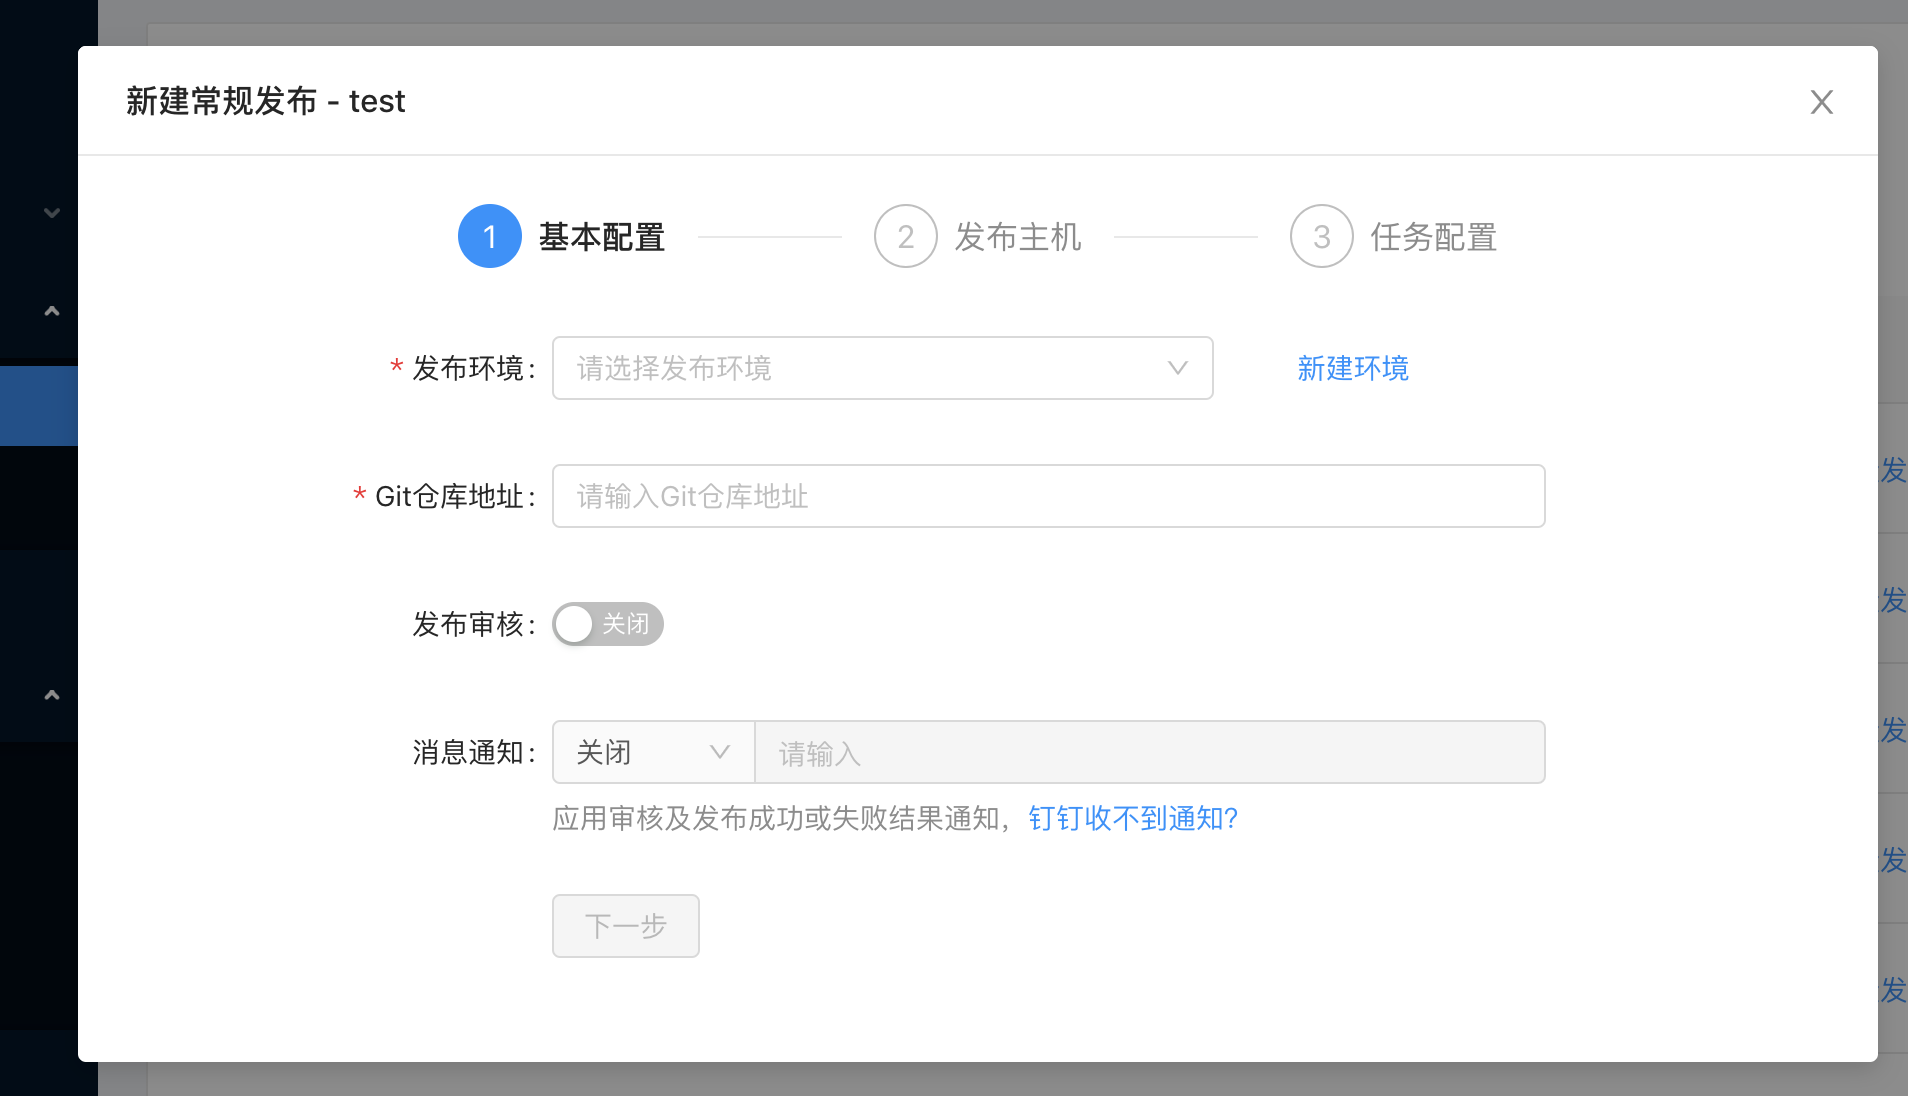 新建常规发布 - test
1 基本配置 2 发布主机 3 任务配置
* 发布环境: 请选择发布环境 新建环境
* Git仓库地址: 请输入Git仓库地址
发布审核: 关闭
消息通知: 关闭 请输入
应用审核及发布成功或失败结果通知，钉钉收不到通知?
下一步
发
发
发
发
发